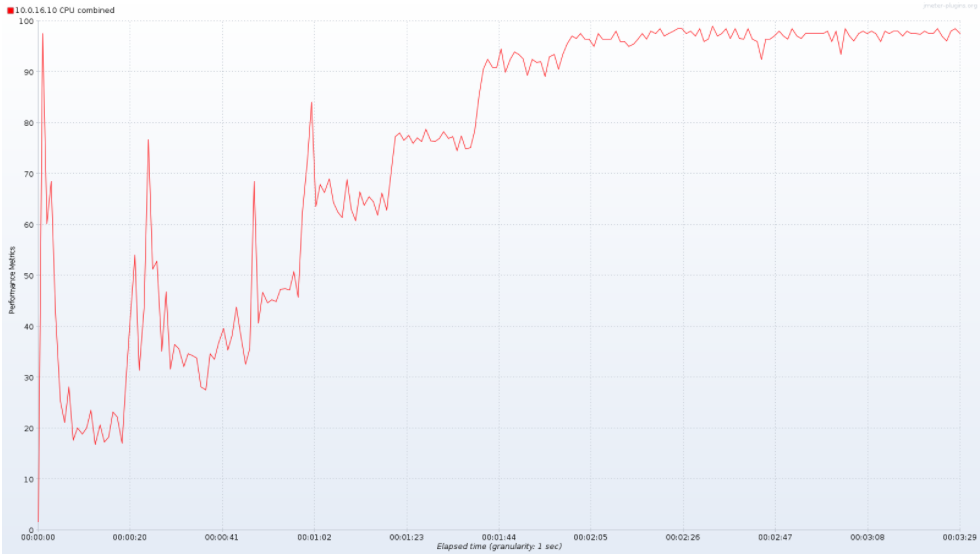 jmeter-plugins.org
10.0.16.10 CPU combined
100
90
80
70
60
50
40
30
20
10
0
Performance Metrics
00:00:00 00:00:20 00:00:41 00:01:02 00:01:23 00:01:44 00:02:05 00:02:26 00:02:47 00:03:08 00:03:29
Elapsed time (granularity: 1 sec)